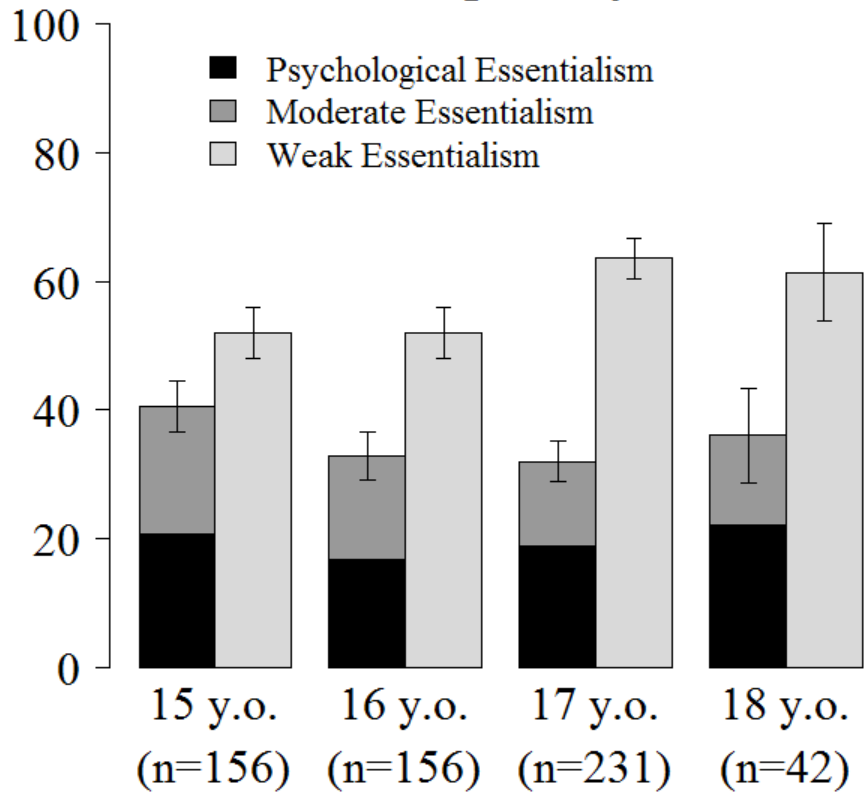 100
Psychological Essentialism
Moderate Essentialism
80
Weak Essentialism
60
40
20
0
15 y.o. 16 y.o. 17 y.o. 18 y.o.
(n=156) (n=156) (n=231) (n=42)